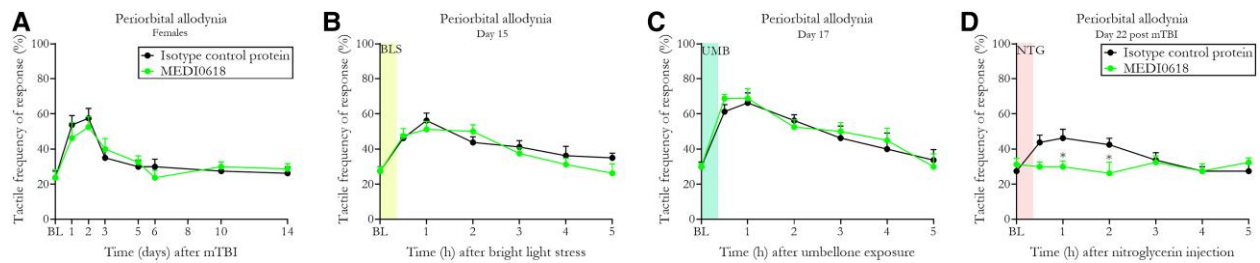 A
Periorbital allodynia
Females
Tactile frequency of response (%)
100
80
60
40
20
0
Isotype control protein
MEDI0618
BL 1 2 3 5 6 8 10 14
Time (days) after mTBI
B
Periorbital allodynia
Day 15
Tactile frequency of response (%)
100
80
60
40
20
0
BLS
BL 1 2 3 4 5
Time (h) after bright light stress
C
Periorbital allodynia
Day 17
Tactile frequency of response (%)
100
80
60
40
20
0
UMB
BL 1 2 3 4 5
Time (h) after umbellone exposure
D
Periorbital allodynia
Day 22 post mTBI
Tactile frequency of response (%)
100
80
60
40
20
0
NTG
Isotype control protein
MEDI0618
* *
BL 1 2 3 4 5
Time (h) after nitroglycerin injection